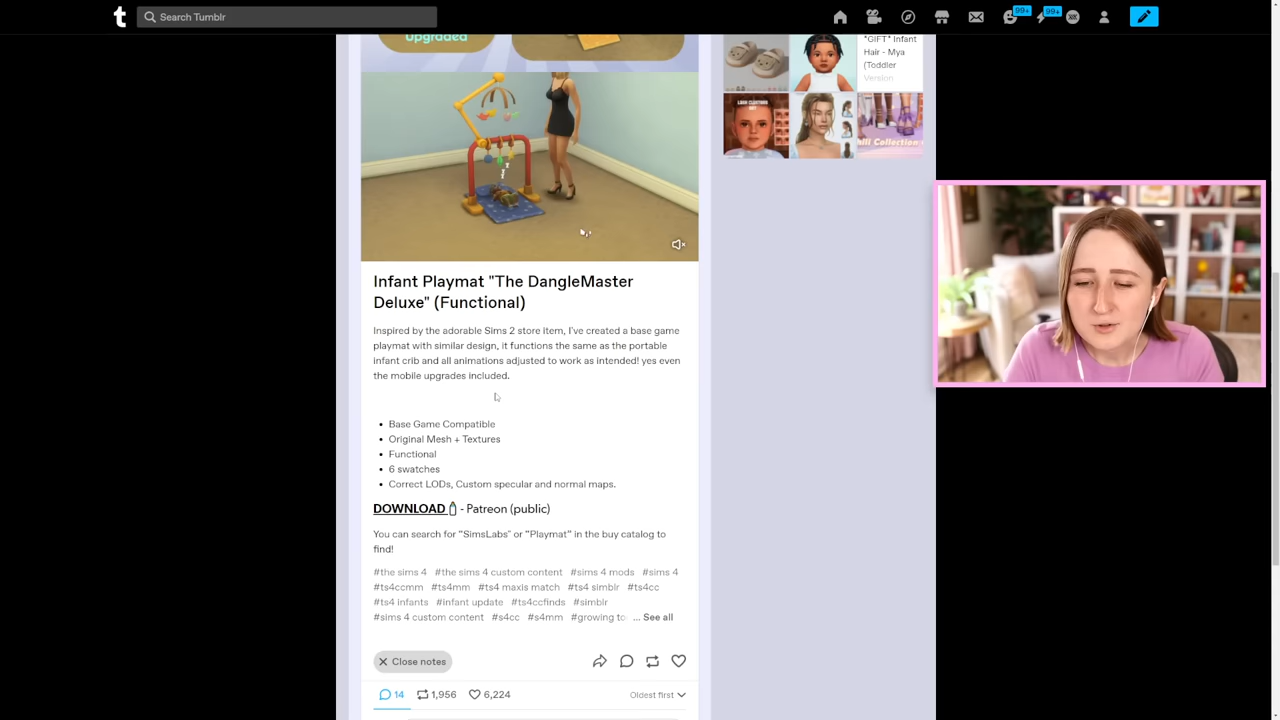 Search Tumblr
99+
99+
Upgraded
*GIFT* Infant
Hair - Mya
(Toddler
Version
Infant Playmat "The DangleMaster
Deluxe" (Functional)
Inspired by the adorable Sims 2 store item, I've created a base game
playmat with similar design, it functions the same as the portable
infant crib and all animations adjusted to work as intended! yes even
the mobile upgrades included.
Base Game Compatible
Original Mesh + Textures
Functional
6 swatches
Correct LODs, Custom specular and normal maps.
DOWNLOAD - Patreon (public)
You can search for "SimsLabs" or "Playmat" in the buy catalog to
find!
#the sims 4 #the sims 4 custom content #sims 4 mods #sims 4
#ts4ccmm #ts4mm #ts4 maxis match #ts4 simblr #ts4cc
#ts4 infants #infant update #ts4ccfinds #simblr
#sims 4 custom content #s4cc #s4mm #growing to ... See all
Close notes
14 1,956 6,224 Oldest first